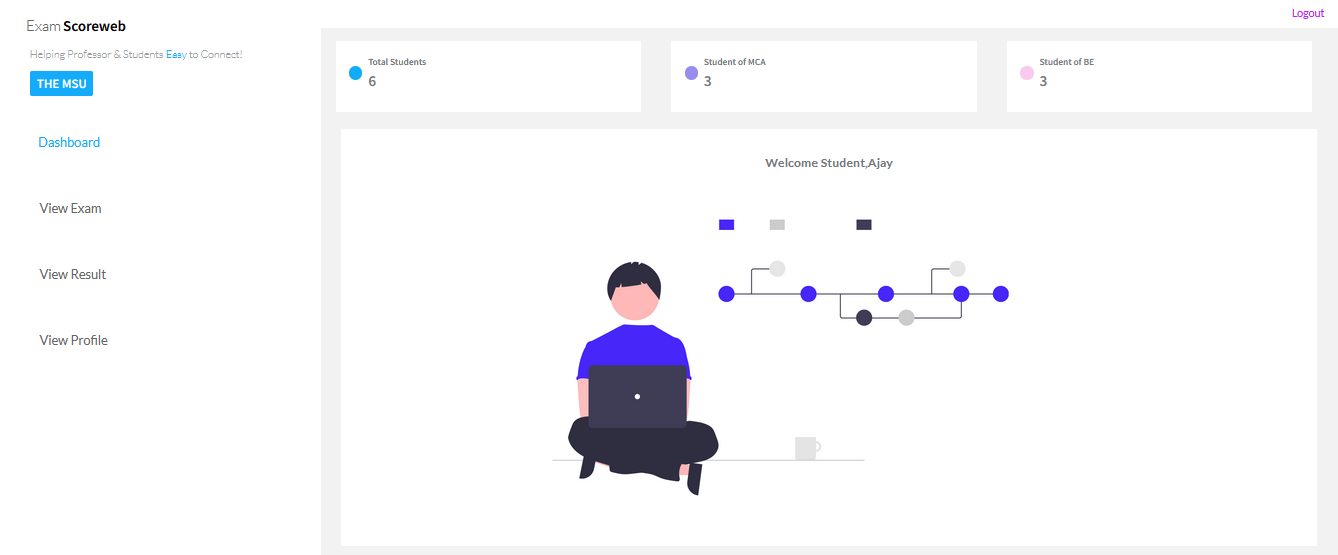 Logout
Exam Scoreweb
Helping Professor & Students Easy to Connect!
THE MSU
Dashboard
View Exam
View Result
View Profile
Total Students
6
Student of MCA
3
Student of BE
3
Welcome Student,Ajay